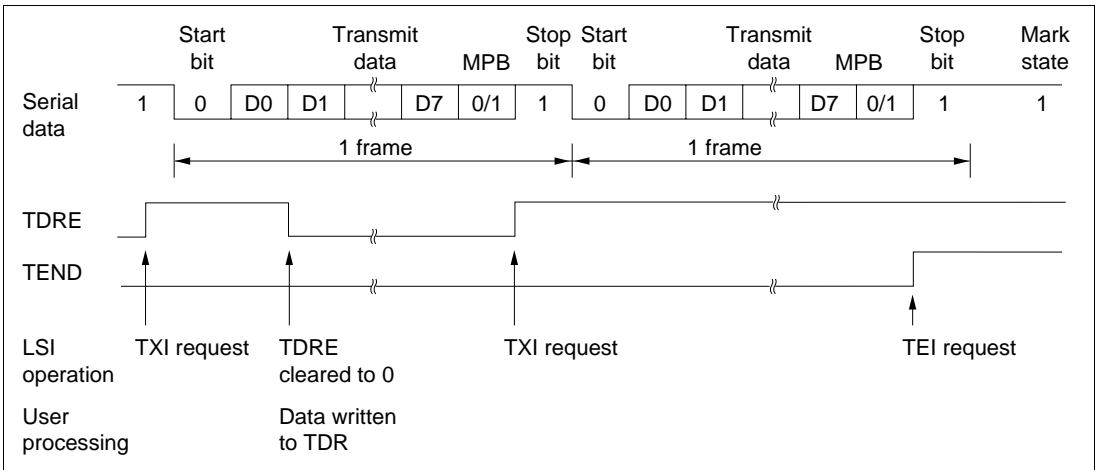 Start Transmit Stop Start Transmit Stop Mark
bit data MPB bit bit data MPB bit state
Serial 1 0 D0 D1 D7 0/1 1 0 D0 D1 D7 0/1 1 1
data
1 frame 1 frame
TDRE
TEND
LSI TXI request TDRE TXI request TEI request
operation cleared to 0
User Data written
processing to TDR